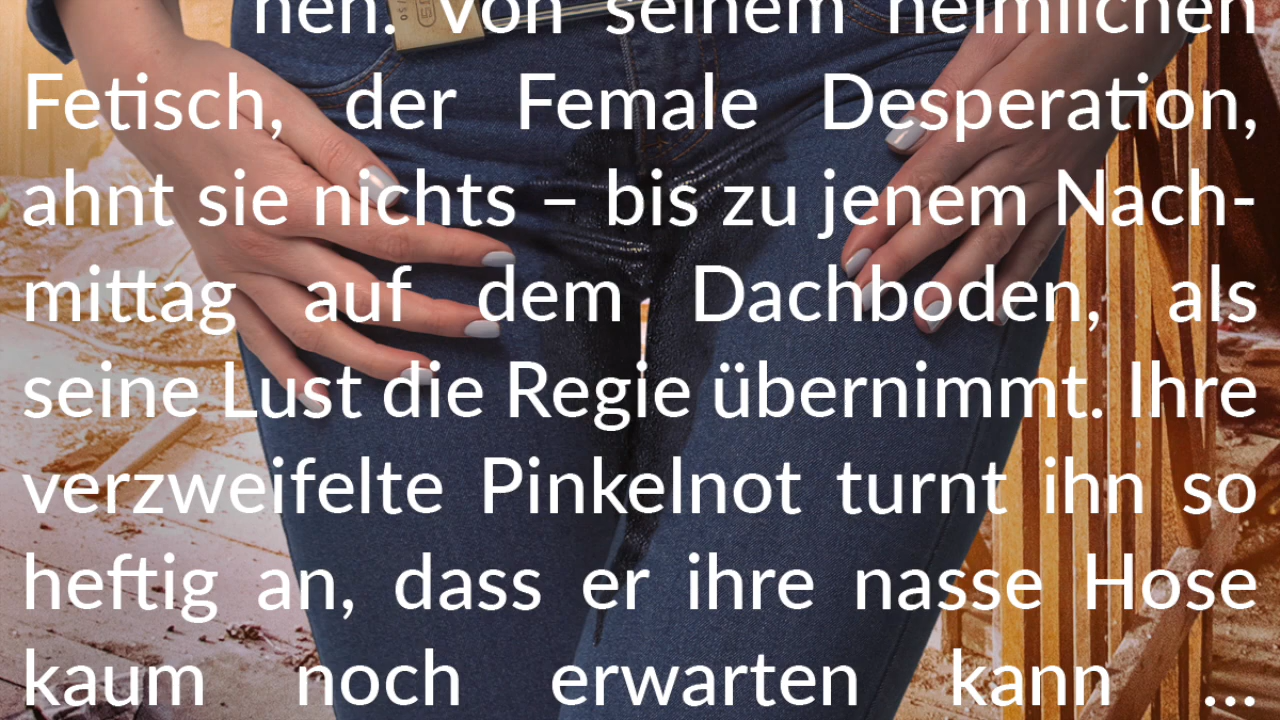 nen. Von seinem heimlichen
Fetisch, der Female Desperation,
ahnt sie nichts – bis zu jenem Nach-
mittag auf dem Dachboden, als
seine Lust die Regie übernimmt. Ihre
verzweifelte Pinkelnot turnt ihn so
heftig an, dass er ihre nasse Hose
kaum noch erwarten kann ...